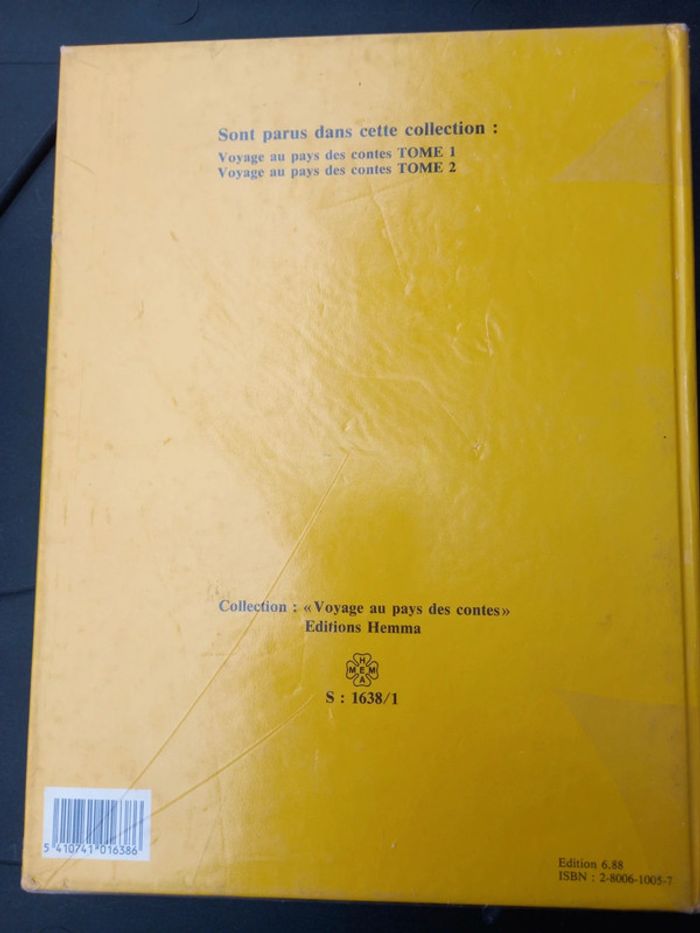 Sont parus dans cette collection :
Voyage au pays des contes TOME 1
Voyage au pays des contes TOME 2
Collection : «Voyage au pays des contes»
Editions Hemma
H
MEM
A
S : 1638/1
5 410741 016386
Edition 6.88
ISBN : 2-8006-1005-7